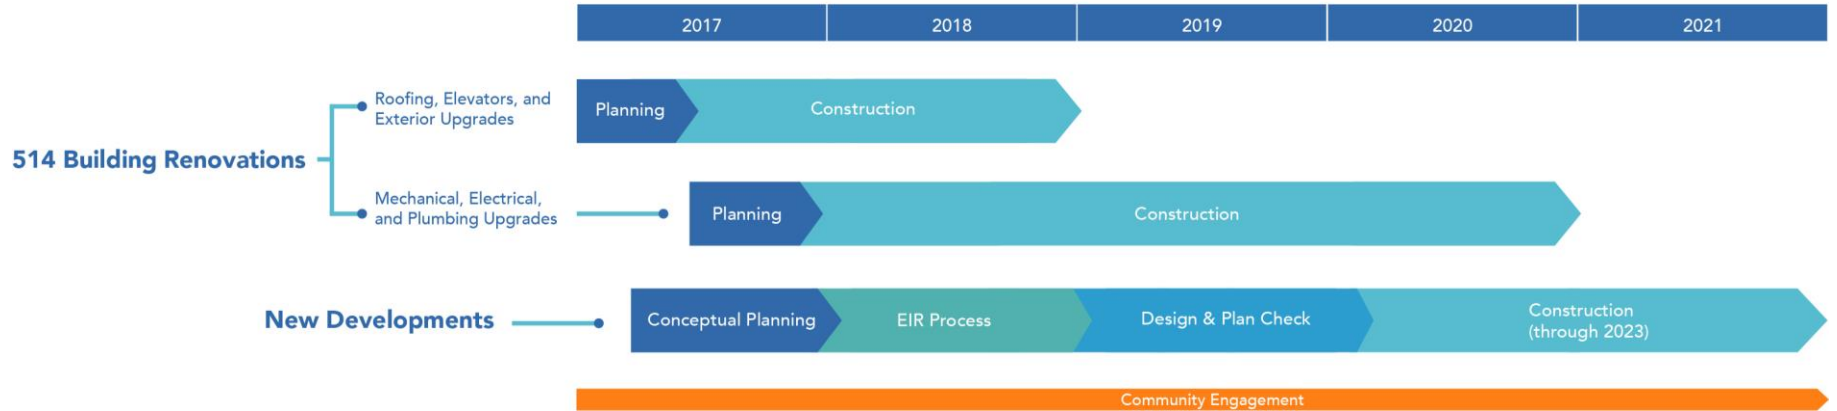 2017
2018
2019
2020
2021
514 Building Renovations
Roofing, Elevators, and
Exterior Upgrades
Planning
Construction
Mechanical, Electrical,
and Plumbing Upgrades
Planning
Construction
New Developments
Conceptual Planning
EIR Process
Design & Plan Check
Construction
(through 2023)
Community Engagement